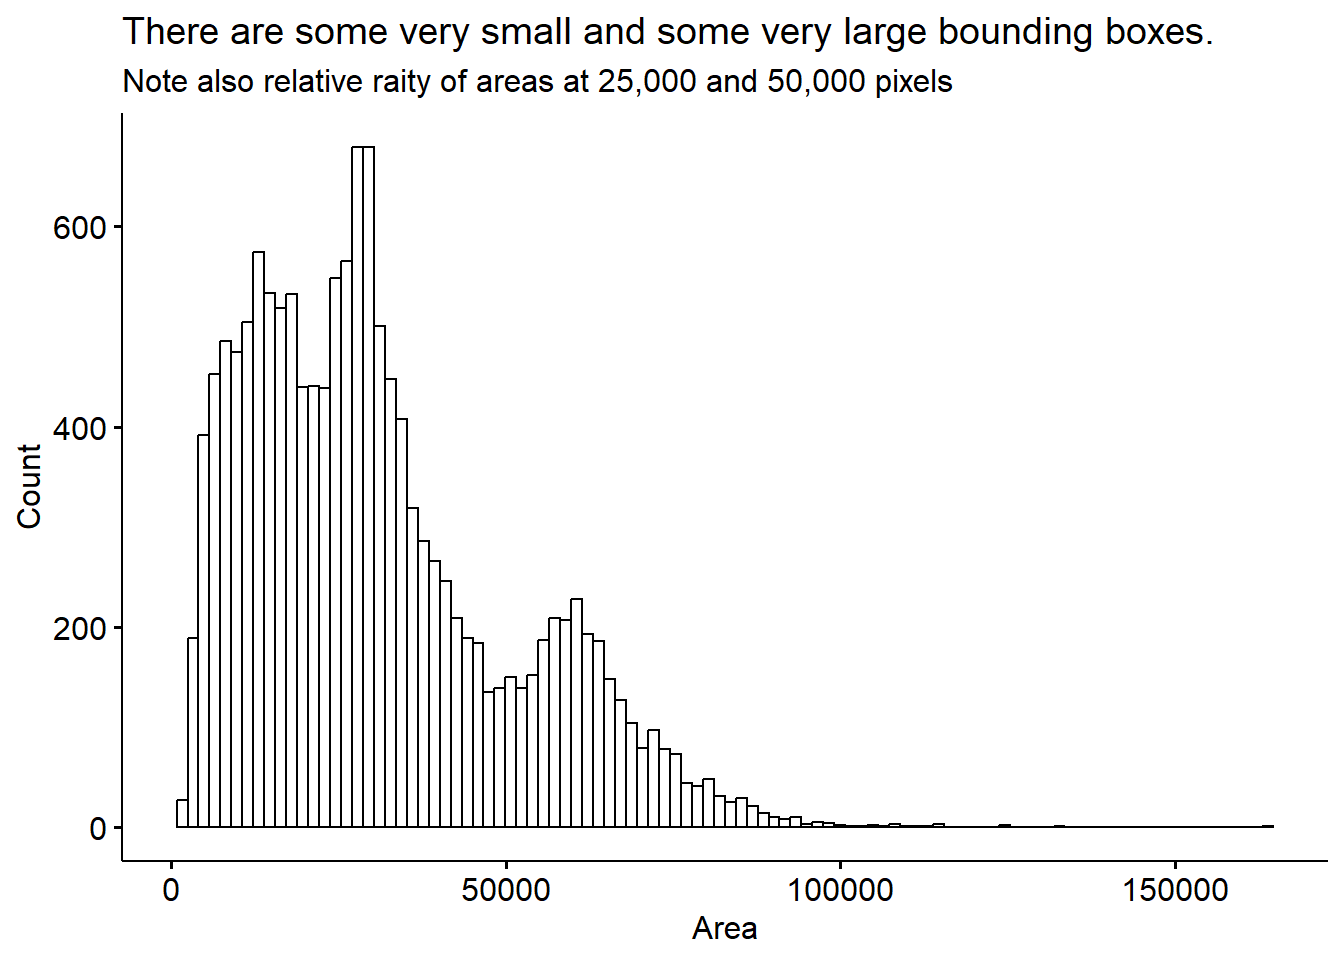 There are some very small and some very large bounding boxes.
Note also relative raity of areas at 25,000 and 50,000 pixels
600
400
200
0
Count
0 50000 100000 150000
Area